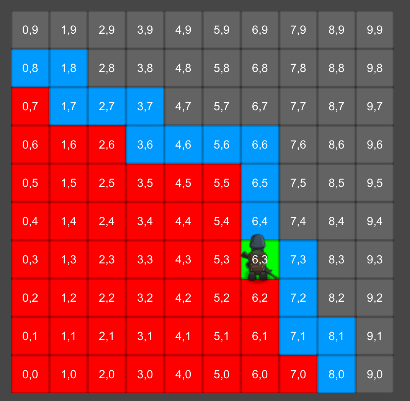 0,9 1,9 2,9 3,9 4,9 5,9 6,9 7,9 8,9 9,9
0,8 1,8 2,8 3,8 4,8 5,8 6,8 7,8 8,8 9,8
0,7 1,7 2,7 3,7 4,7 5,7 6,7 7,7 8,7 9,7
0,6 1,6 2,6 3,6 4,6 5,6 6,6 7,6 8,6 9,6
0,5 1,5 2,5 3,5 4,5 5,5 6,5 7,5 8,5 9,5
0,4 1,4 2,4 3,4 4,4 5,4 6,4 7,4 8,4 9,4
0,3 1,3 2,3 3,3 4,3 5,3 6,3 7,3 8,3 9,3
0,2 1,2 2,2 3,2 4,2 5,2 6,2 7,2 8,2 9,2
0,1 1,1 2,1 3,1 4,1 5,1 6,1 7,1 8,1 9,1
0,0 1,0 2,0 3,0 4,0 5,0 6,0 7,0 8,0 9,0